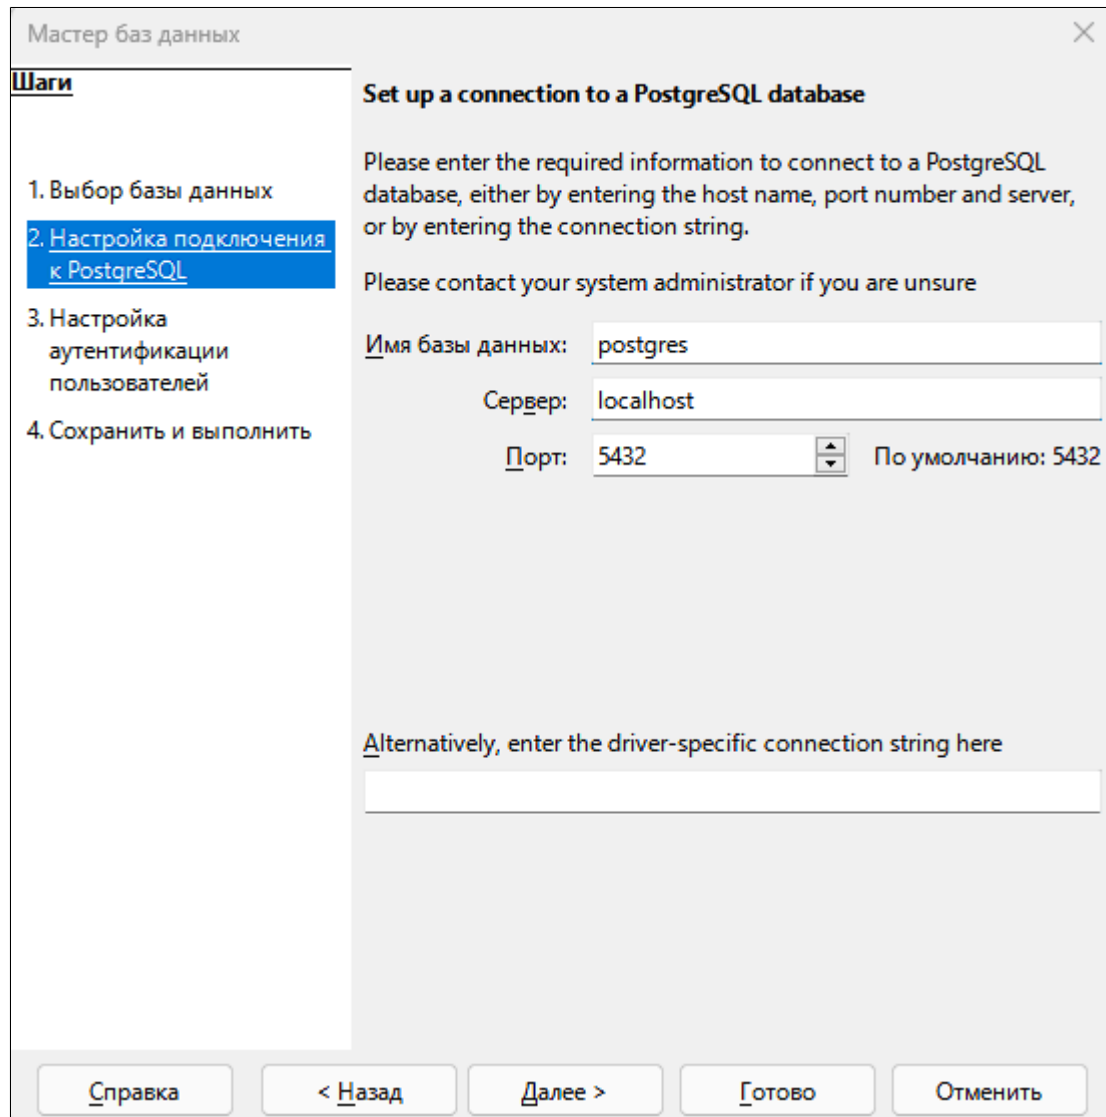 Мастер баз данных
Шаги
1. Выбор базы данных
2. Настройка подключения
к PostgreSQL
3. Настройка
аутентификации
пользователей
4. Сохранить и выполнить
Set up a connection to a PostgreSQL database
Please enter the required information to connect to a PostgreSQL
database, either by entering the host name, port number and server,
or by entering the connection string.
Please contact your system administrator if you are unsure
Имя базы данных: postgres
Сервер: localhost
Порт: 5432 По умолчанию: 5432
Alternatively, enter the driver-specific connection string here
Справка < Назад Далее > Готово Отменить